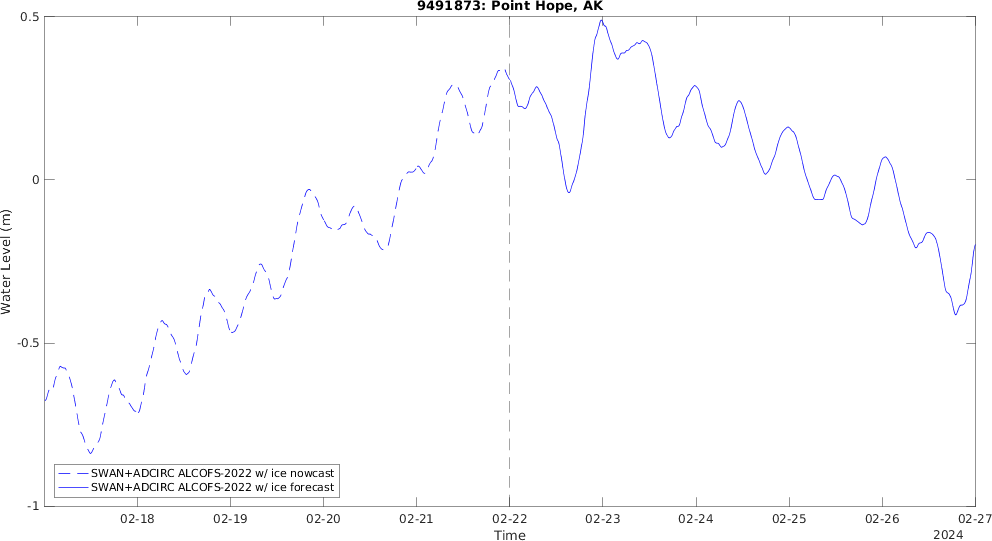 9491873: Point Hope, AK
0.5
0
-0.5
-1
Water Level (m)
SWAN+ADCIRC ALCOFS-2022 w/ ice nowcast
SWAN+ADCIRC ALCOFS-2022 w/ ice forecast
02-18 02-19 02-20 02-21 02-22 02-23 02-24 02-25 02-26 02-27
Time
2024